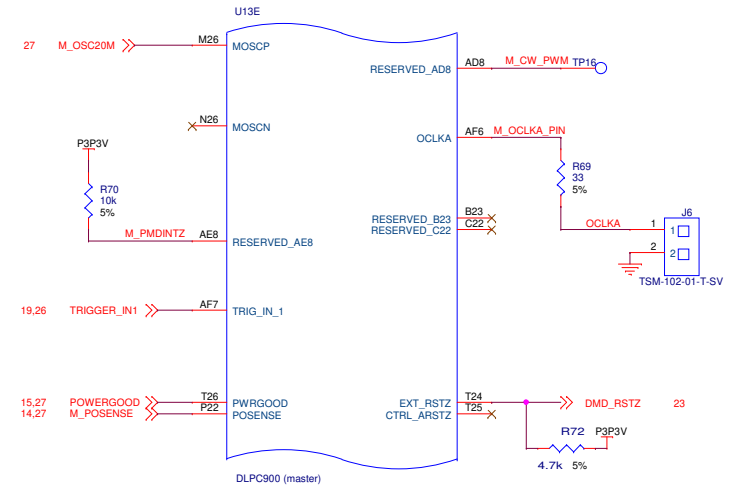 U13E
27 M_OSC20M M26 MOSCP
RESERVED_AD8 AD8 M_CW_PWM TP16
N26 MOSCN
OCLKA AF6 M_OCLKA_PIN
P3P3V
R70
10k
5%
R69
33
5%
M_PMDINTZ AE8 RESERVED_AE8
RESERVED_B23 B23
RESERVED_C22 C22
OCLKA 1 1
J6
2 2
TSM-102-01-T-SV
19,26 TRIGGER_IN1 AF7 TRIG_IN_1
15,27 POWERGOOD T26 PWRGOOD
14,27 M_POSENSE P22 POSENSE
EXT_RSTZ T24 DMD_RSTZ 23
CTRL_ARSTZ T25
R72 P3P3V
4.7k 5%
DLPC900 (master)